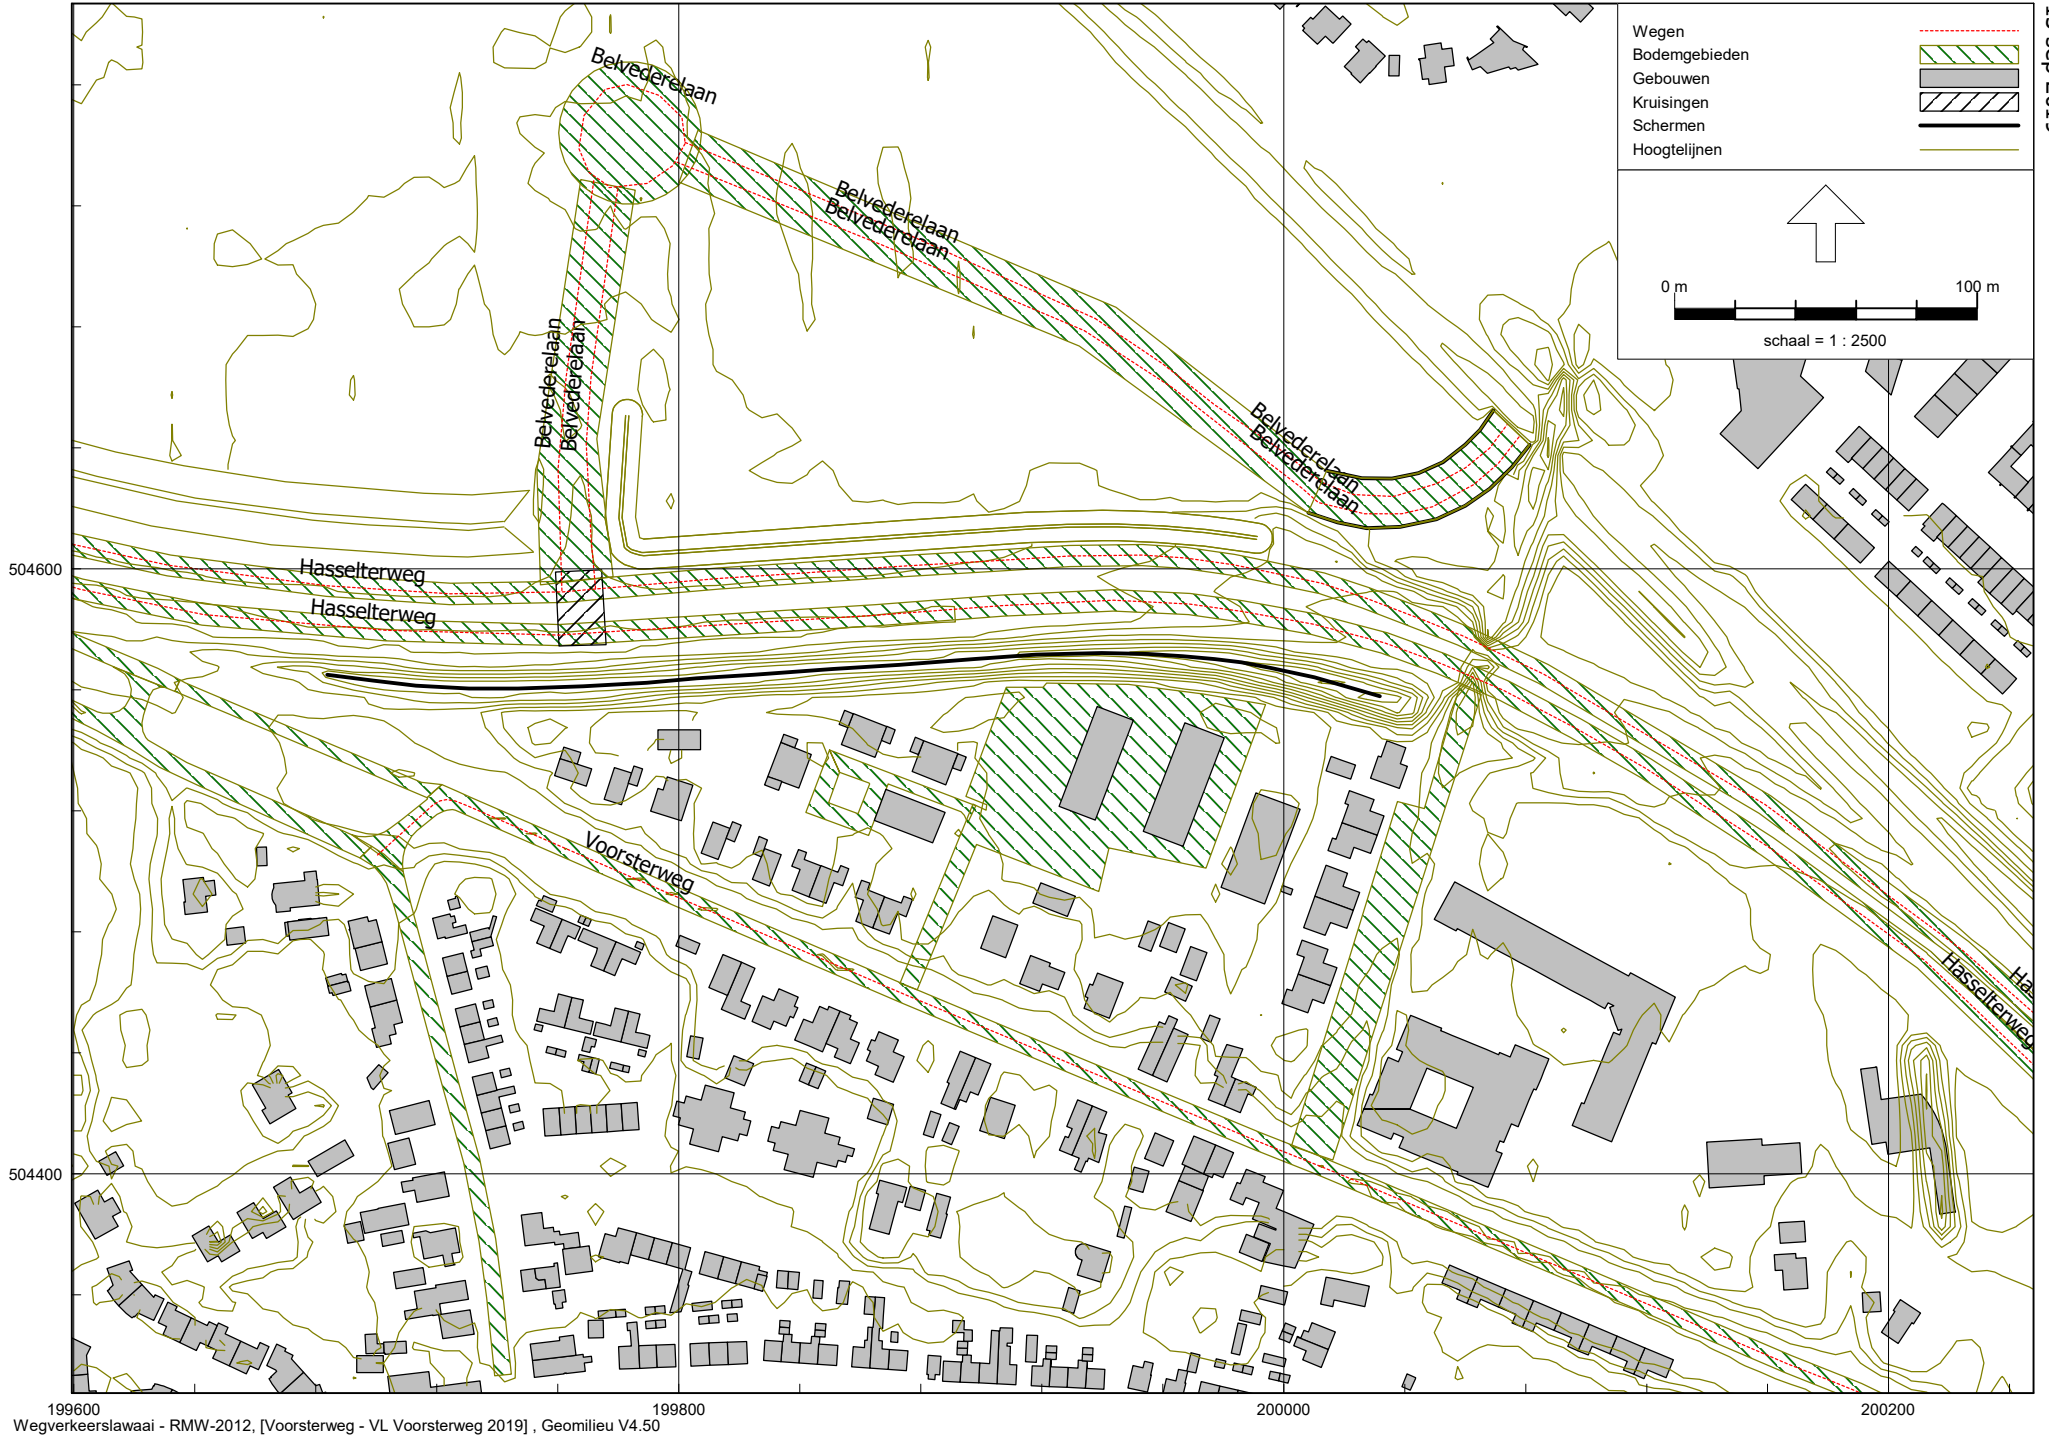 Wegen
Bodemgebieden
Gebouwen
Kruisingen
Schermen
Hoogtelijnen
0 m 100 m
schaal = 1 : 2500
Belvederelaan
Belvederelaan
Belvederelaan
Belvederelaan
Belvederelaan
Belvederelaan
Belvederelaan
Hasselterweg
Hasselterweg
Voorsterweg
Hasselterweg
Has
504600
504400
199600 199800 200000 200200
Wegverkeerslawaai - RMW-2012, [Voorsterweg - VL Voorsterweg 2019] , Geomilieu V4.50